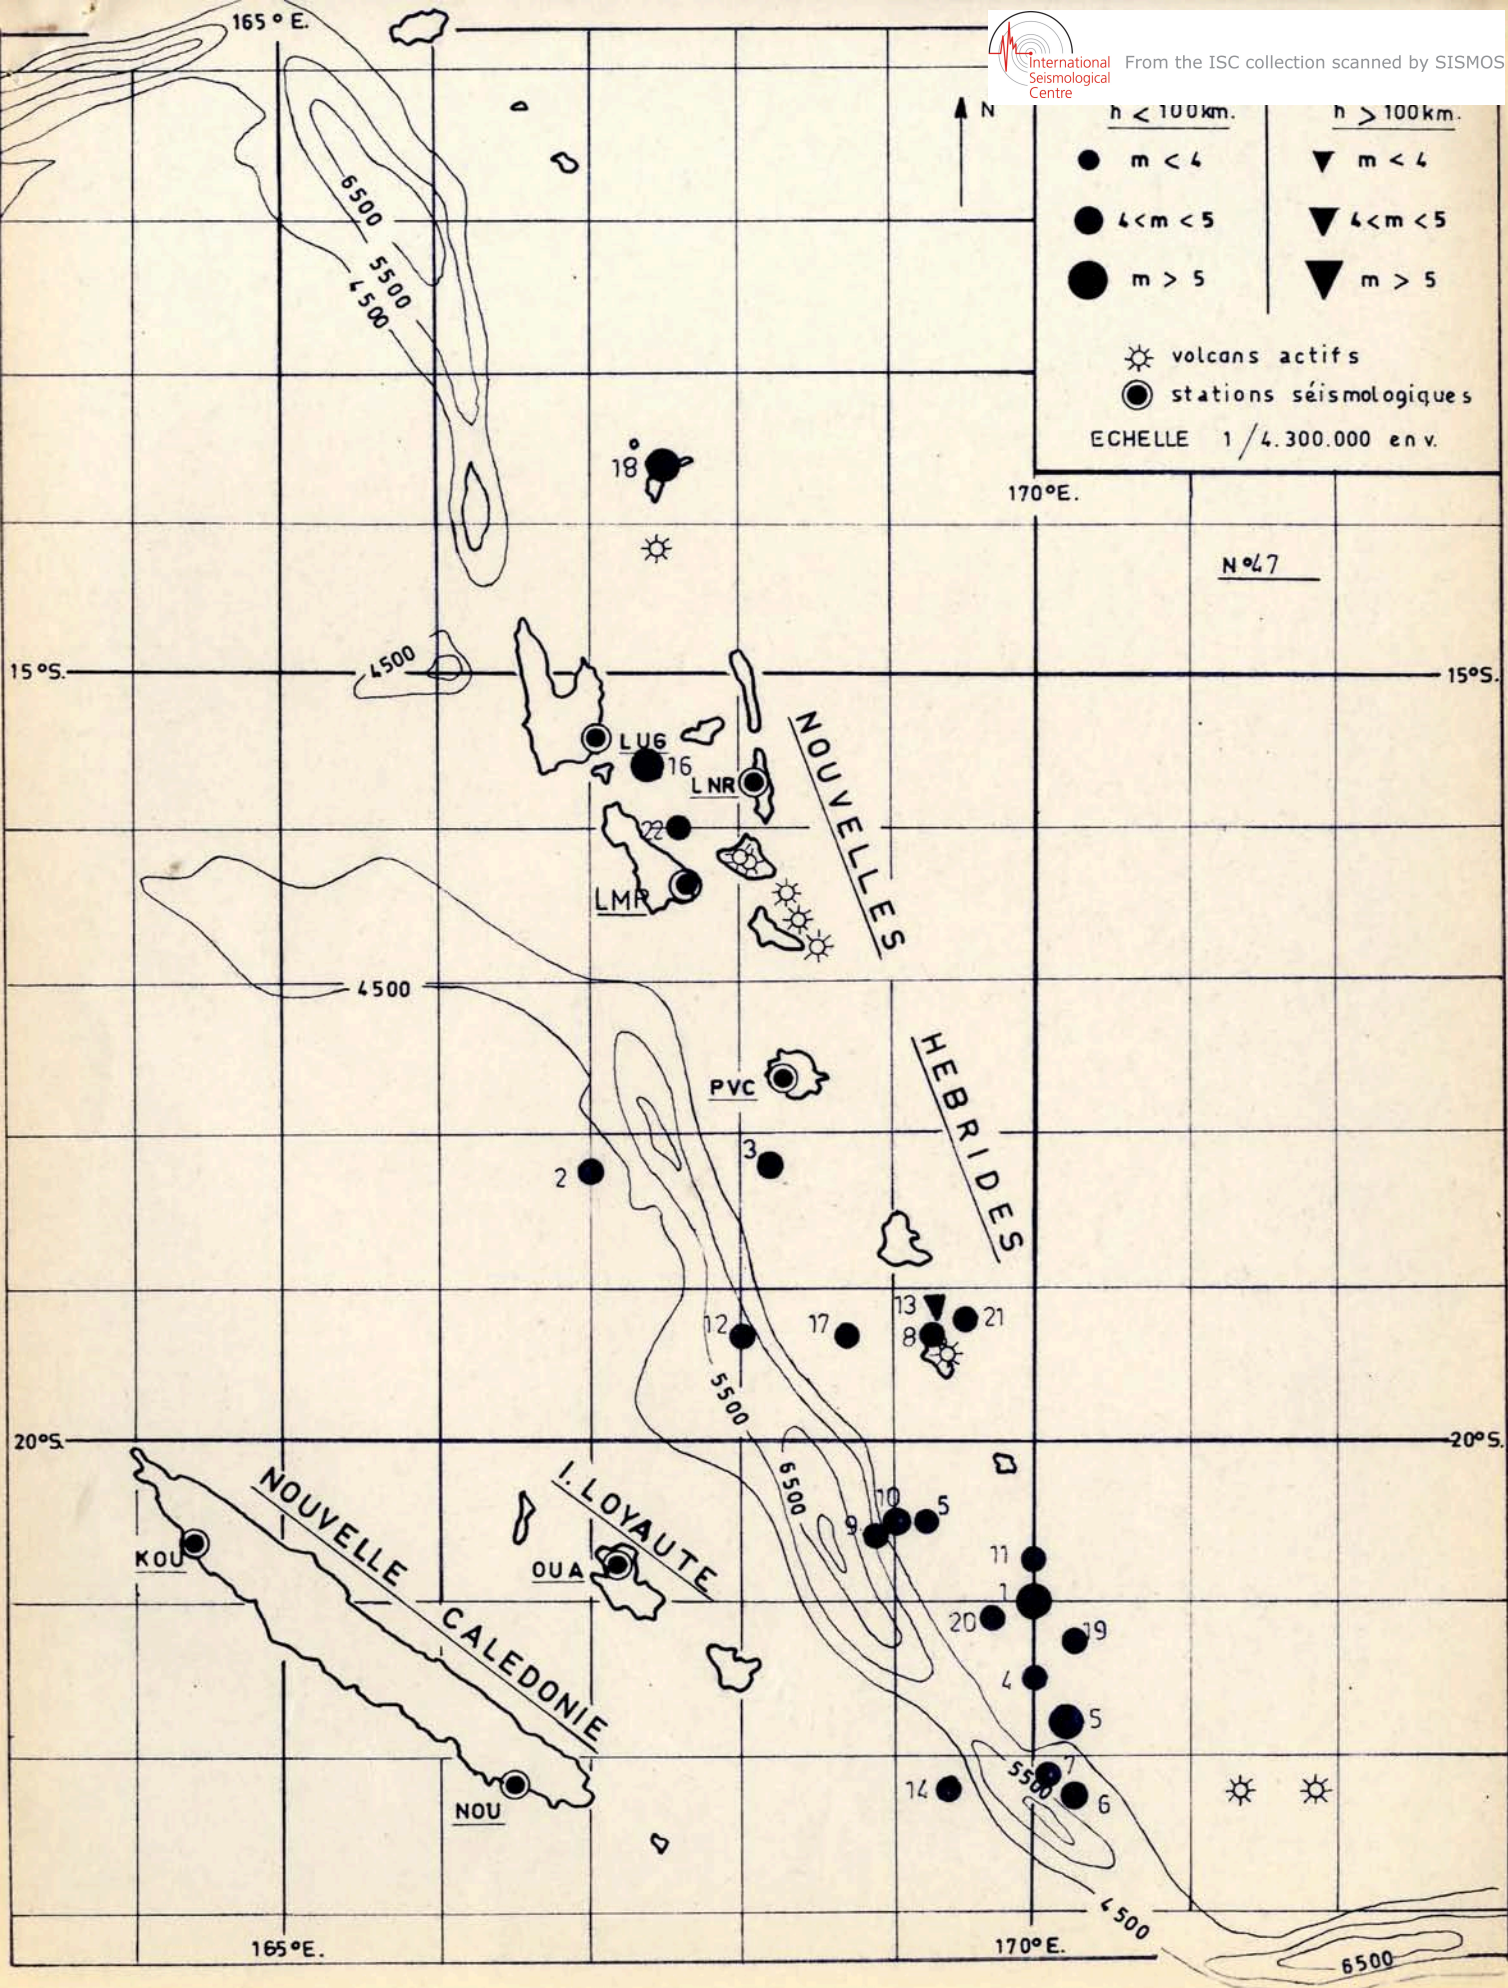 165° E.
International
Seismological
Centre
From the ISC collection scanned by SISMOS
N
h < 100km.
h > 100km.
m < 4
m < 4
4<m < 5
4<m < 5
m > 5
m > 5
volcans actifs
stations séismologiques
ECHELLE 1/4.300.000 env.
6500
5500
4500
18
170°E.
N°47
15°S.
4500
15°S.
NOUVELLES
LUG
16
LNR
22
LMP
4500
HEBRIDES
PVC
3
2
13
21
12
17
8
5500
20°S.
20°S.
NOUVELLE CALEDONIE
I. LOYAUTE
6500
10
5
9
KOU
OUA
11
1
20
19
4
5
5500
7
14
6
NOU
4500
165°E.
170°E.
6500